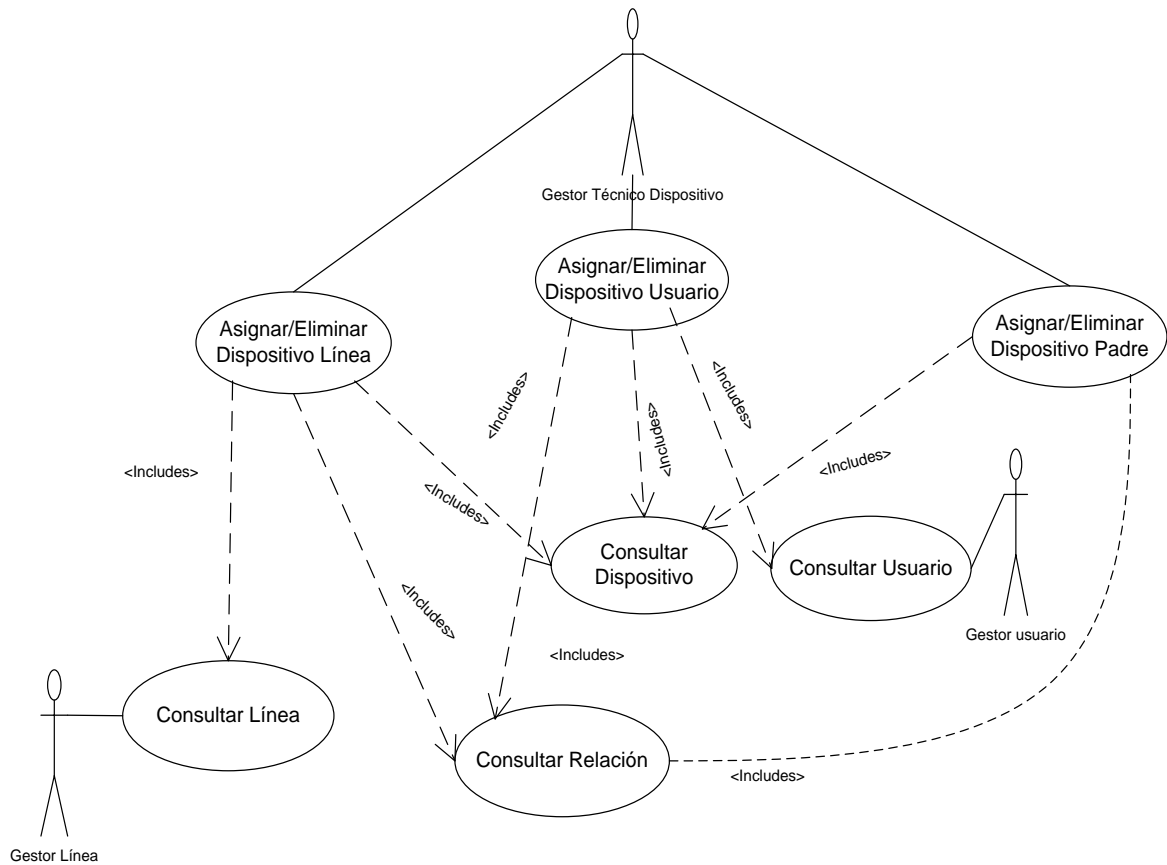 Gestor Técnico Dispositivo
Asignar/Eliminar
Dispositivo Usuario
Asignar/Eliminar
Dispositivo Línea
Asignar/Eliminar
Dispositivo Padre
<Includes>
<Includes>
<Includes>
<Includes>
<Includes>
<Includes>
<Includes>
Consultar
Dispositivo
Consultar Usuario
<Includes>
Gestor usuario
<Includes>
Consultar Línea
Consultar Relación
<Includes>
Gestor Línea